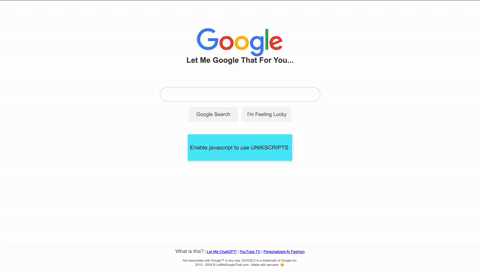 Google
Let Me Google That For You...
Google Search
I'm Feeling Lucky
Enable javascript to use UNIKSCRIPTS.
What is this? | Let Me ChatGPT! | YouTube TV | Personalized AI Fashion
Not associated with Google™ in any way. GOOGLE is a trademark of Google Inc.
2010 - 2024 © LetMeGoogleThat.com - Made with sarcasm